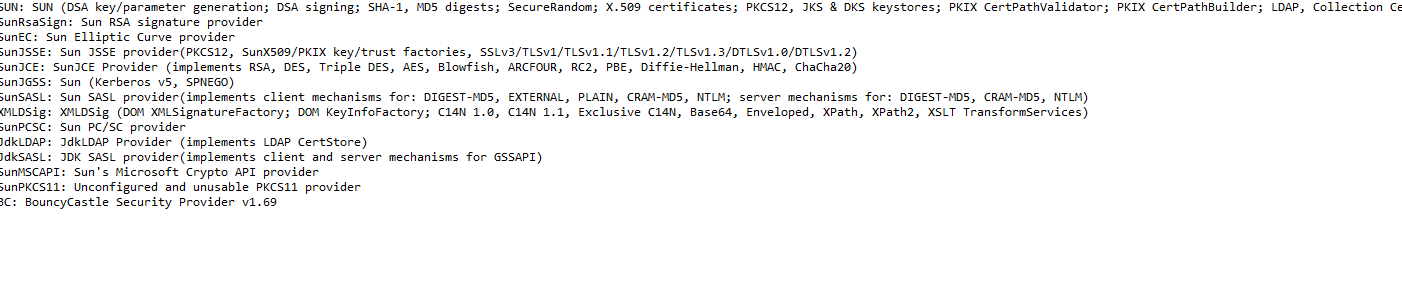 SUN: SUN (DSA key/parameter generation; DSA signing; SHA-1, MD5 digests; SecureRandom; X.509 certificates; PKCS12, JKS & DKS keystores; PKIX CertPathValidator; PKIX CertPathBuilder; LDAP, Collection Ce
SunRsaSign: Sun RSA signature provider
SunEC: Sun Elliptic Curve provider
SunJSSE: Sun JSSE provider(PKCS12, SunX509/PKIX key/trust factories, SSLv3/TLSv1/TLSv1.1/TLSv1.2/TLSv1.3/DTLSv1.0/DTLSv1.2)
SunJCE: SunJCE Provider (implements RSA, DES, Triple DES, AES, Blowfish, ARCFOUR, RC2, PBE, Diffie-Hellman, HMAC, ChaCha20)
SunJGSS: Sun (Kerberos v5, SPNEGO)
SunSASL: Sun SASL provider(implements client mechanisms for: DIGEST-MD5, EXTERNAL, PLAIN, CRAM-MD5, NTLM; server mechanisms for: DIGEST-MD5, CRAM-MD5, NTLM)
XMLDSig: XMLDSig (DOM XMLSignatureFactory; DOM KeyInfoFactory; C14N 1.0, C14N 1.1, Exclusive C14N, Base64, Enveloped, XPath, XPath2, XSLT TransformServices)
SunPCSC: Sun PC/SC provider
JdkLDAP: JdkLDAP Provider (implements LDAP CertStore)
JdkSASL: JDK SASL provider(implements client and server mechanisms for GSSAPI)
SunMSCAPI: Sun's Microsoft Crypto API provider
SunPKCS11: Unconfigured and unusable PKCS11 provider
BC: BouncyCastle Security Provider v1.69